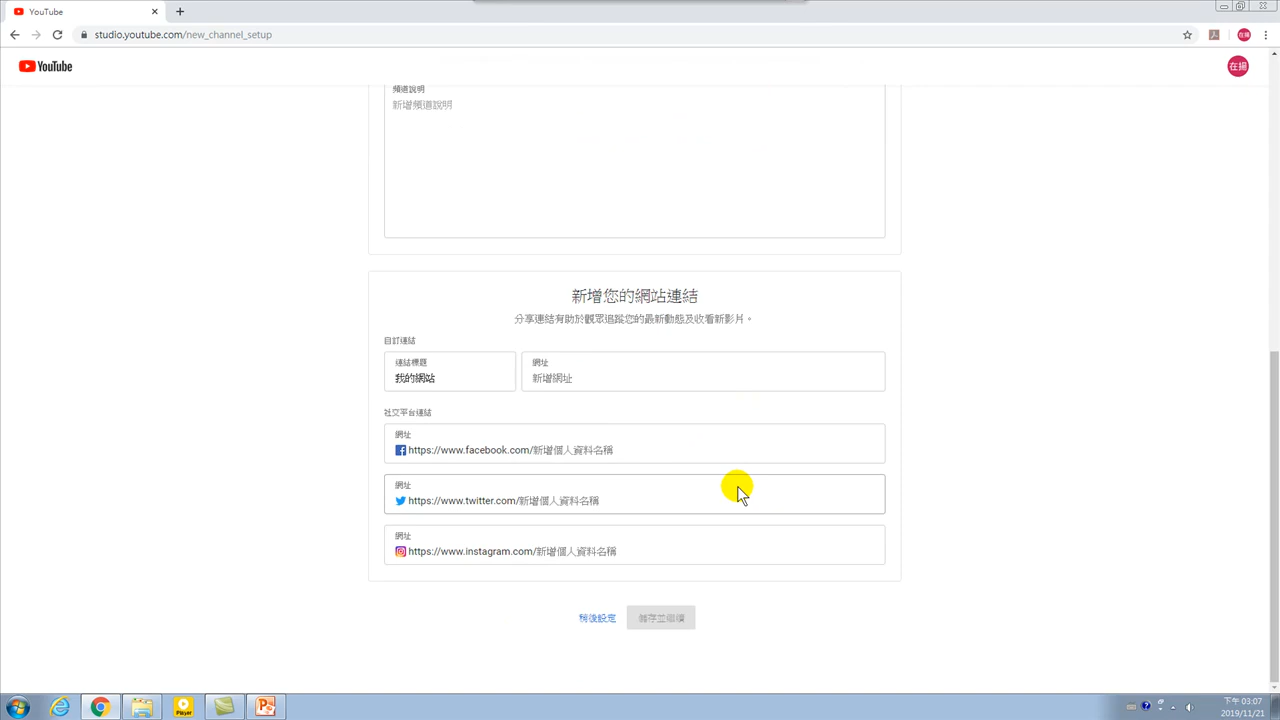 YouTube
studio.youtube.com/new_channel_setup
YouTube
在揚
頻道說明
新增頻道說明
新增您的網站連結
分享連結有助於觀眾追蹤您的最新動態及收看新影片。
自訂連結
連結標題
我的網站
網址
新增網址
社交平台連結
網址
https://www.facebook.com/新增個人資料名稱
網址
https://www.twitter.com/新增個人資料名稱
網址
https://www.instagram.com/新增個人資料名稱
稍後設定
儲存並繼續
Player
下午 03:07
2019/11/21